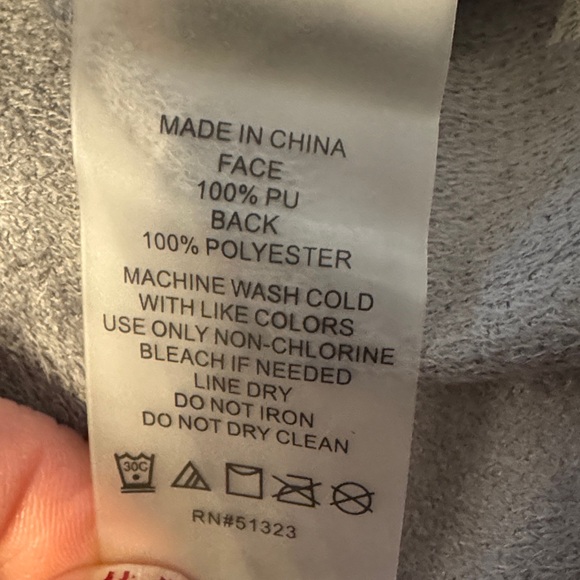 MADE IN CHINA
FACE
100% PU
BACK
100% POLYESTER
MACHINE WASH COLD
WITH LIKE COLORS
USE ONLY NON-CHLORINE
BLEACH IF NEEDED
LINE DRY
DO NOT IRON
DO NOT DRY CLEAN
30C
RN#51323